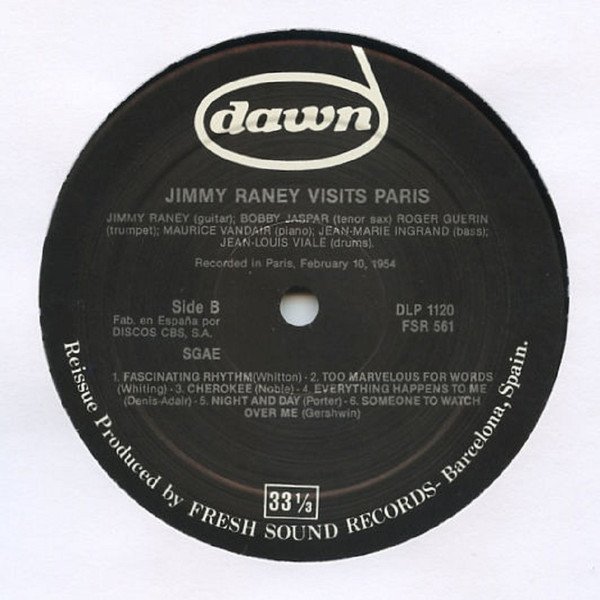 dawn
JIMMY RANEY VISITS PARIS
JIMMY RANEY (guitar); BOBBY JASPAR (tenor sax) ROGER GUERIN
(trumpet); MAURICE VANDAIR (piano); JEAN-MARIE INGRAND (bass);
JEAN-LOUIS VIALE (drums).
Recorded in Paris, February 10, 1954
Side B
Fab. en España por
DISCOS CBS, S.A.
SGAE
DLP 1120
FSR 561
1. FASCINATING RHYTHM(Whitton) - 2. TOO MARVELOUS FOR WORDS
(Whiting) - 3. CHEROKEE (Noble) - 4. EVERYTHING HAPPENS TO ME
(Denis-Adair) - 5. NIGHT AND DAY (Porter) - 6. SOMEONE TO WATCH
OVER ME (Gershwin)
33 1/3
Reissue Produced by FRESH SOUND RECORDS- Barcelona, Spain.